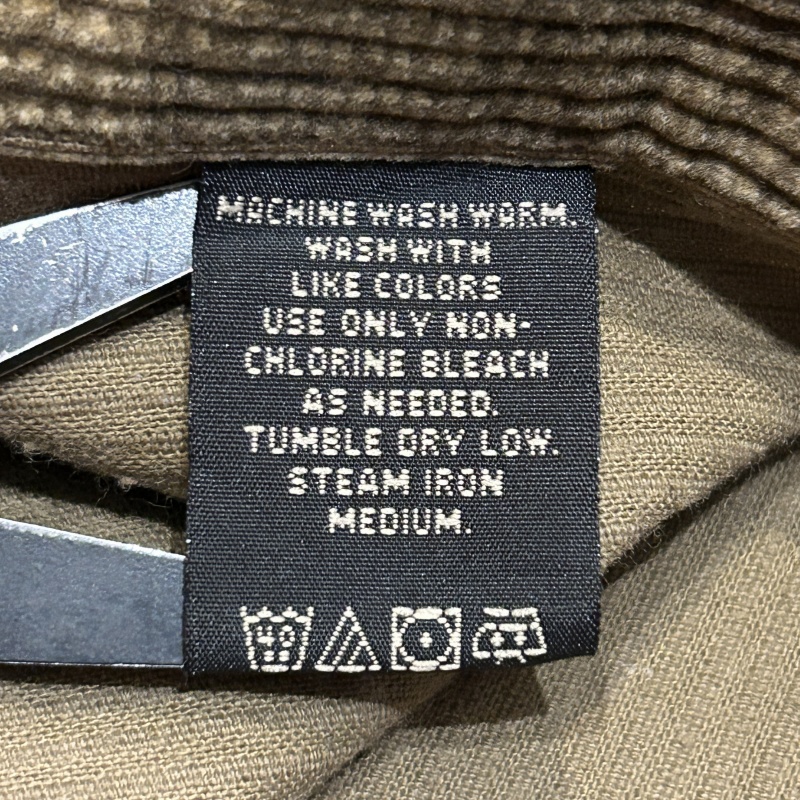 MACHINE WASH WARM.
WASH WITH
LIKE COLORS
USE ONLY NON-
CHLORINE BLEACH
AS NEEDED.
TUMBLE DRY LOW.
STEAM IRON
MEDIUM.
40